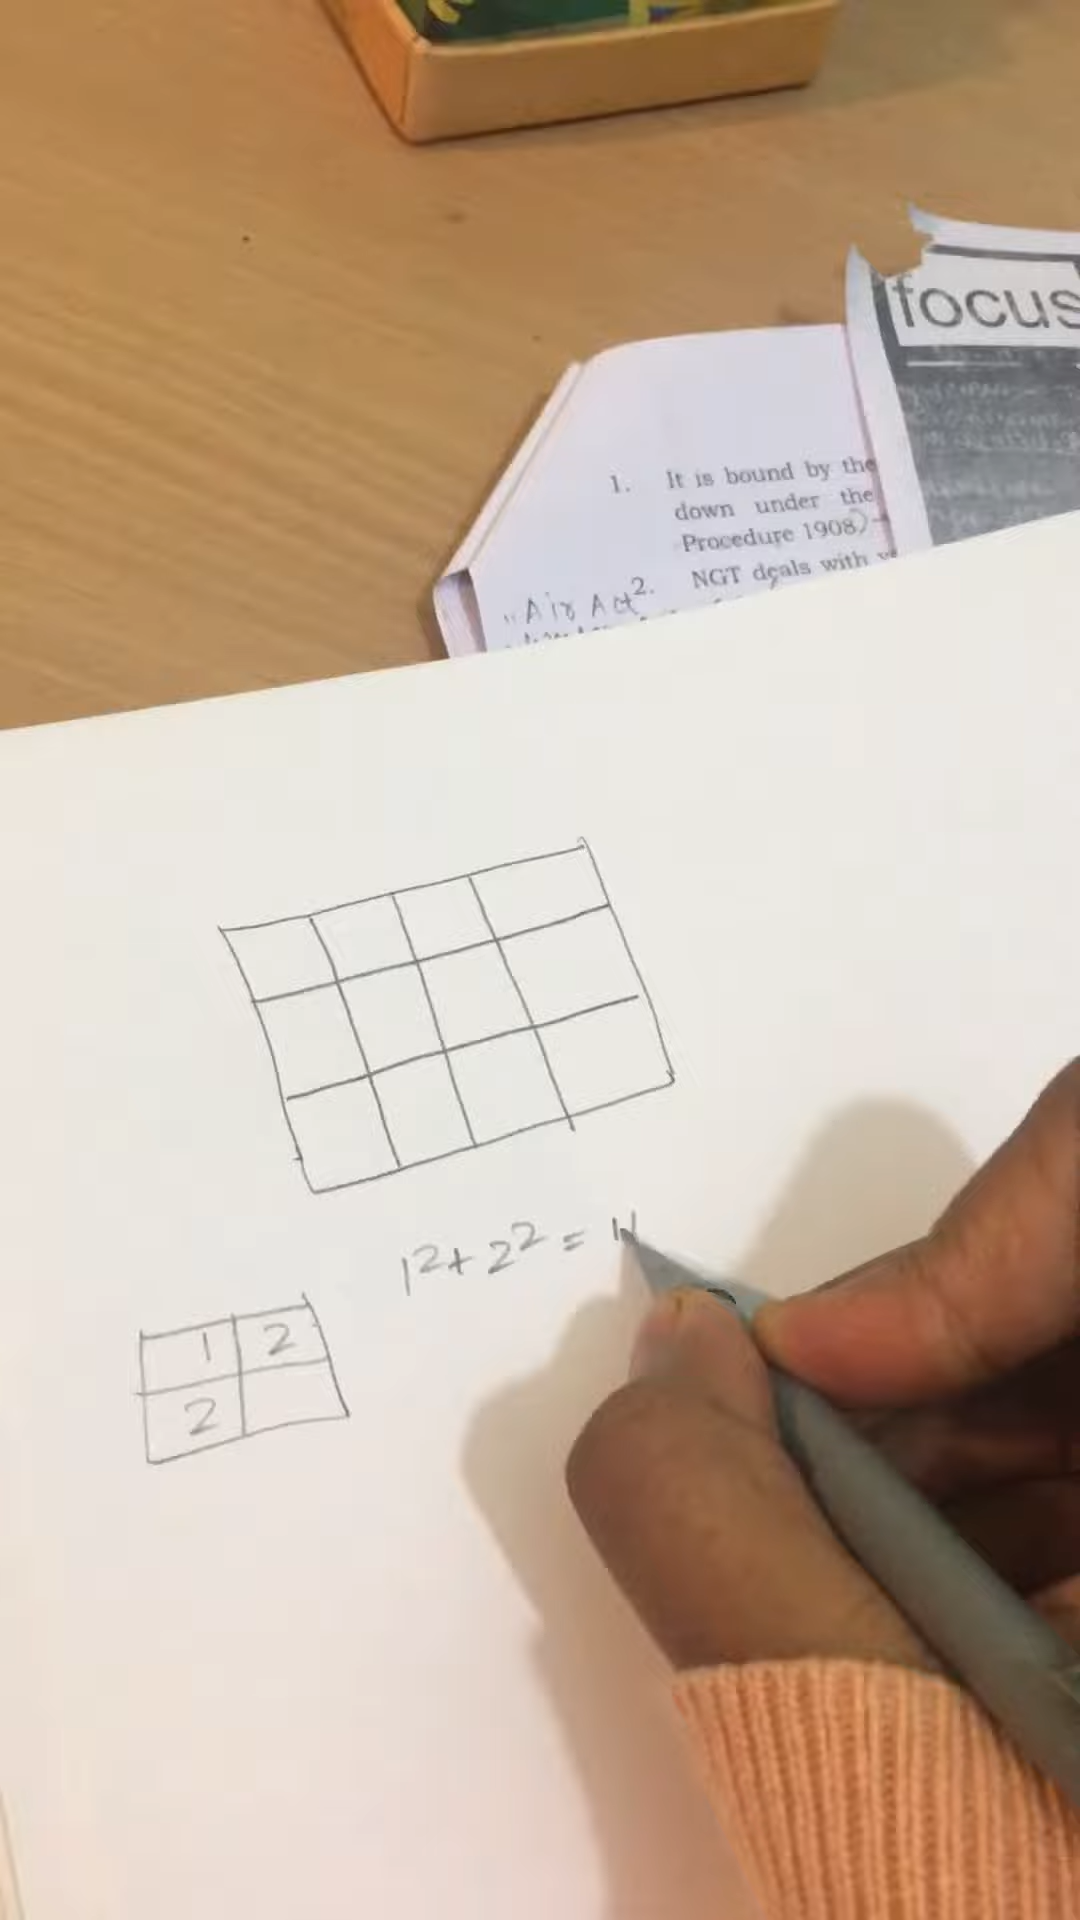 focus
1. It is bound by the
down under the
Procedure 1908)
2. NGT deals with
"Air Act
1² + 2² =
1 2
2